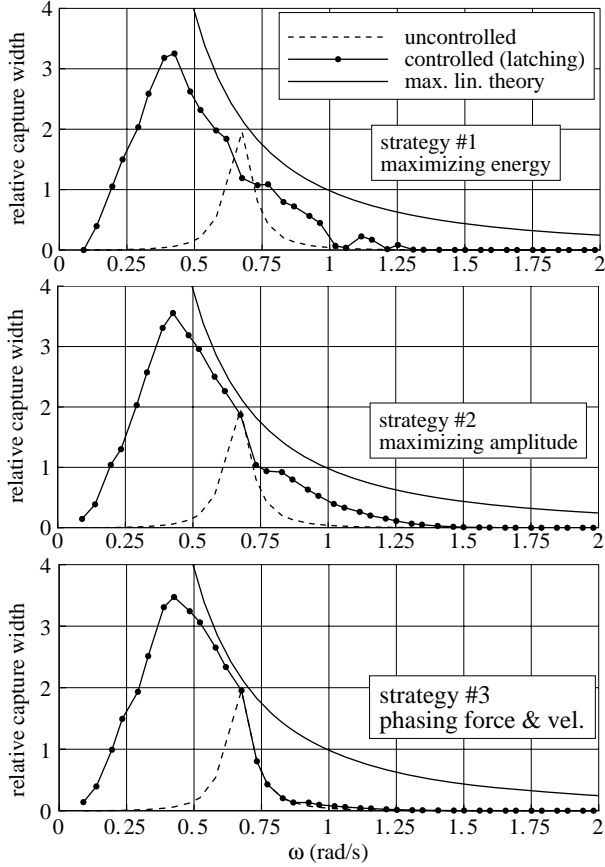 4
3
2
1
0
relative capture width
uncontrolled
controlled (latching)
max. lin. theory
strategy #1
maximizing energy
0 0.25 0.5 0.75 1 1.25 1.5 1.75 2
4
3
2
1
0
relative capture width
strategy #2
maximizing amplitude
0 0.25 0.5 0.75 1 1.25 1.5 1.75 2
4
3
2
1
0
relative capture width
strategy #3
phasing force & vel.
0 0.25 0.5 0.75 1 1.25 1.5 1.75 2
ω (rad/s)